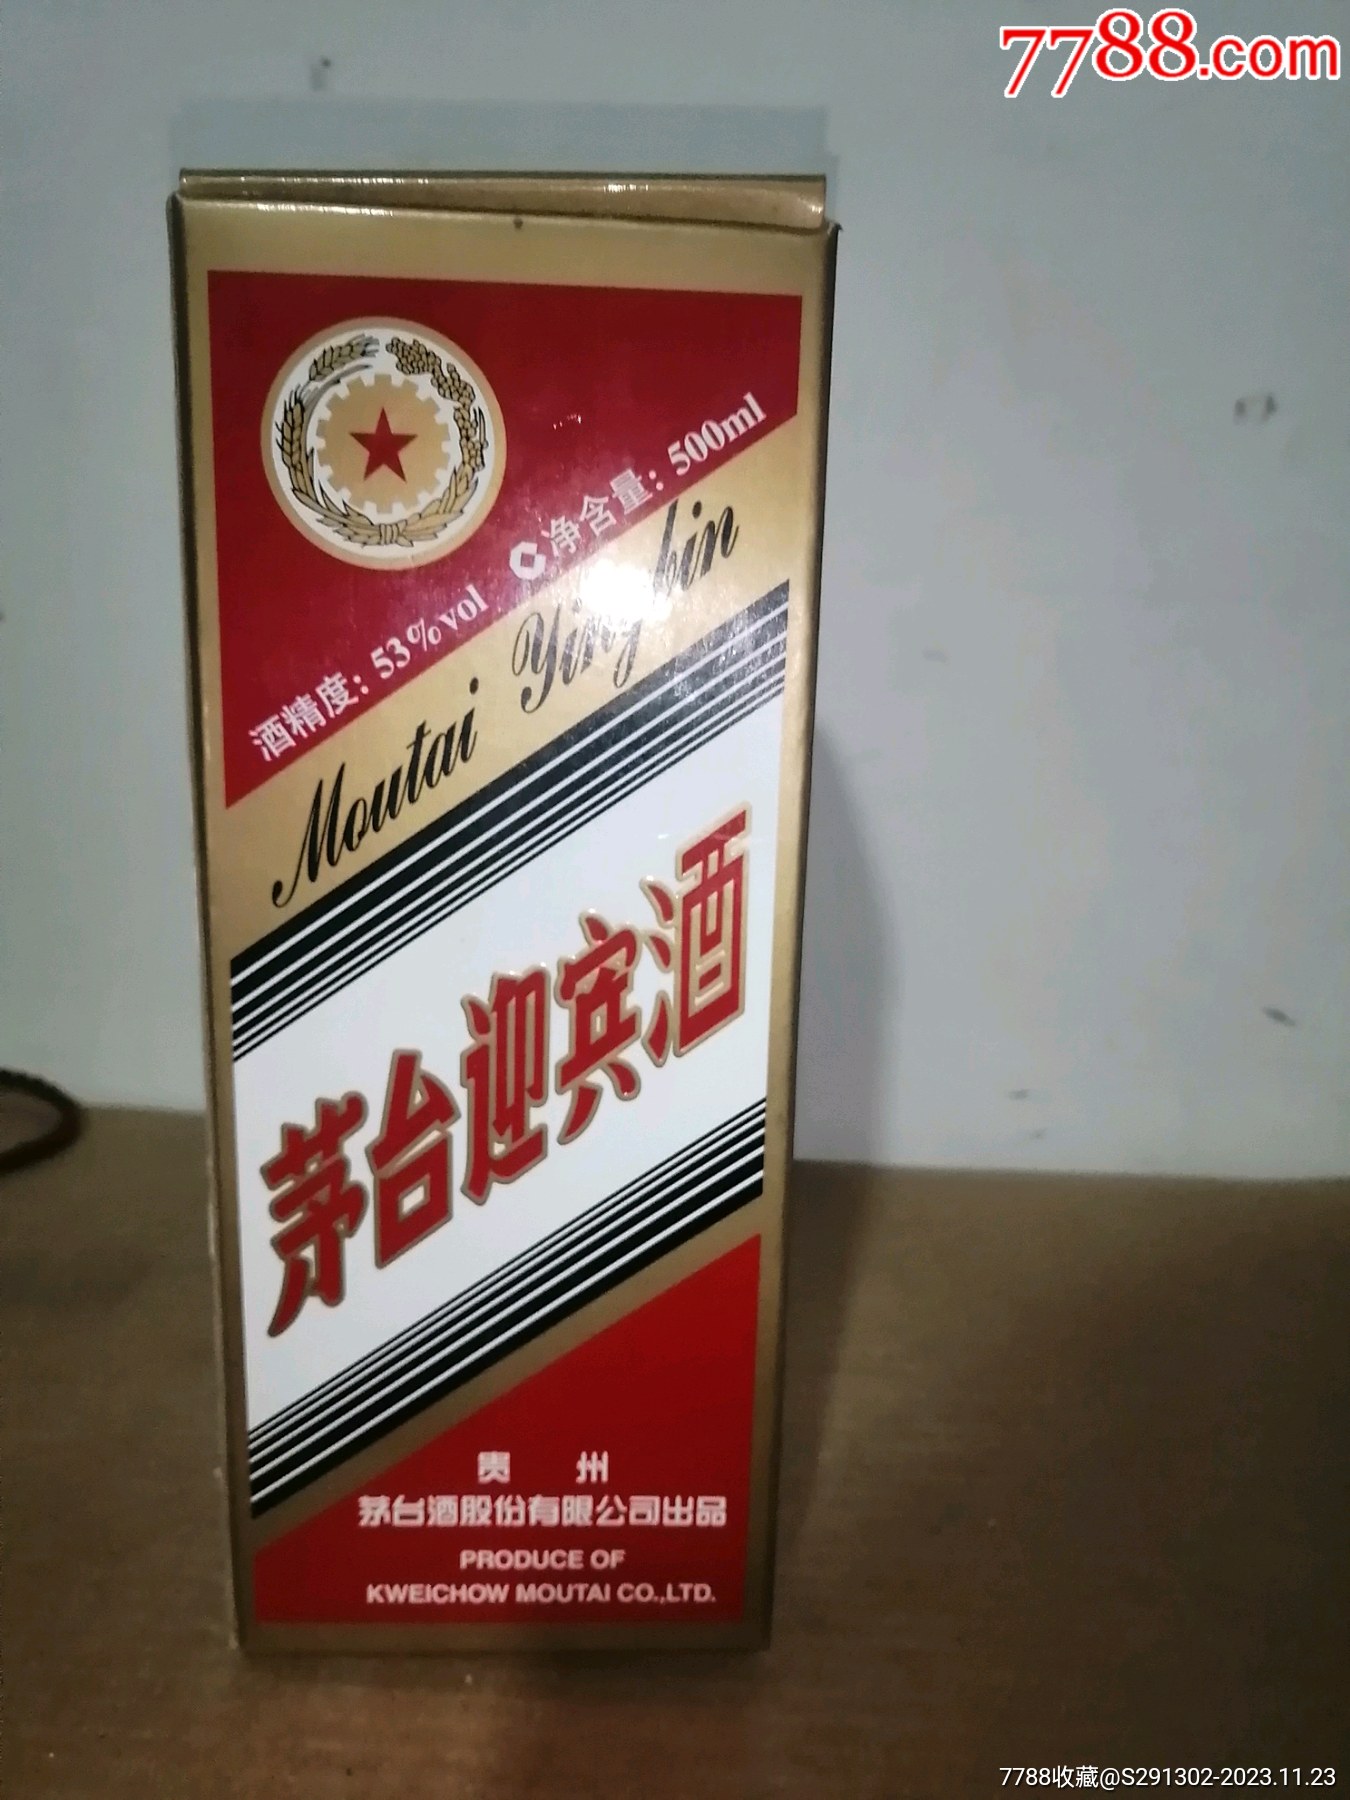 7788.com
酒精度：53%vol 净含量：500ml
Moutai Yingbin
茅台迎宾酒
贵 州
茅台酒股份有限公司出品
PRODUCE OF
KWEICHOW MOUTAI CO.,LTD.
7788收藏@S291302-2023.11.23